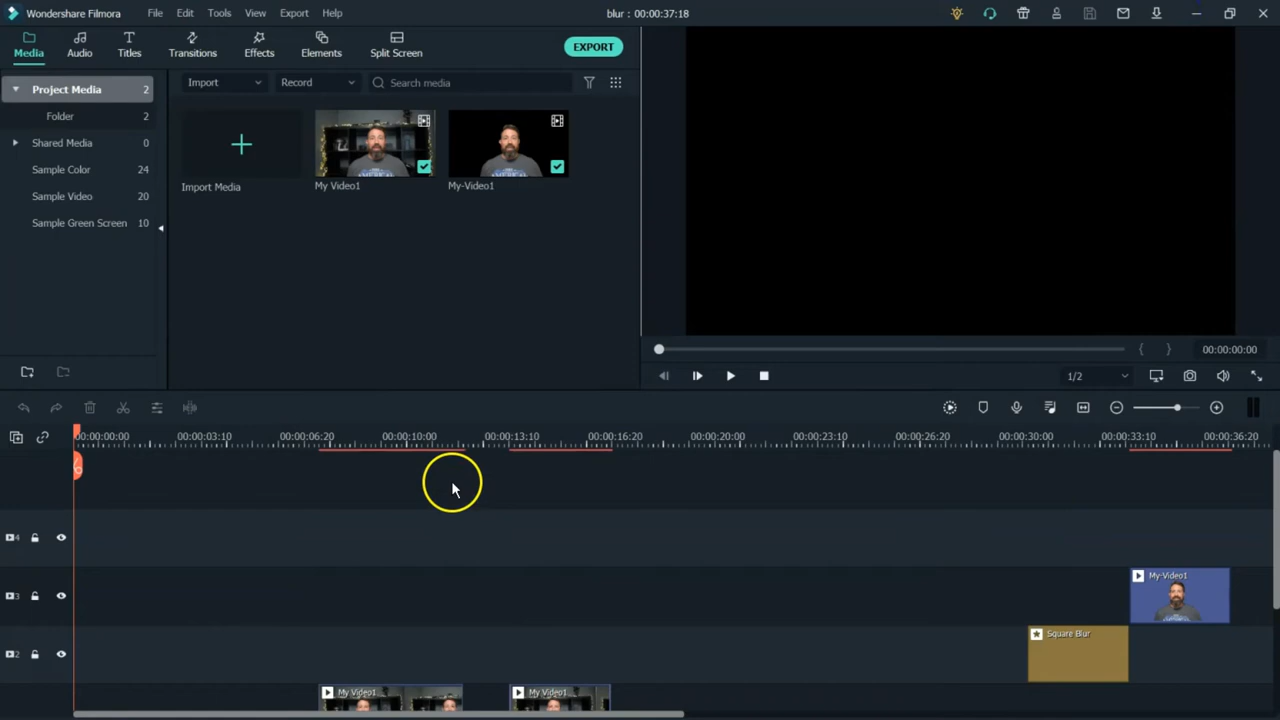 Wondershare Filmora File Edit Tools View Export Help blur : 00:00:37:18
Media Audio Titles Transitions Effects Elements Split Screen EXPORT
Project Media 2 Import Record Search media
Folder 2
Shared Media 0
Sample Color 24
Sample Video 20
Sample Green Screen 10
Import Media My Video1 My-Video1
00:00:00:00
1/2
00:00:00:00 00:00:03:10 00:00:06:20 00:00:10:00 00:00:13:10 00:00:16:20 00:00:20:00 00:00:23:10 00:00:26:20 00:00:30:00 00:00:33:10 00:00:36:20
4
3 My-Video1
2 Square Blur
My Video1 My Video1